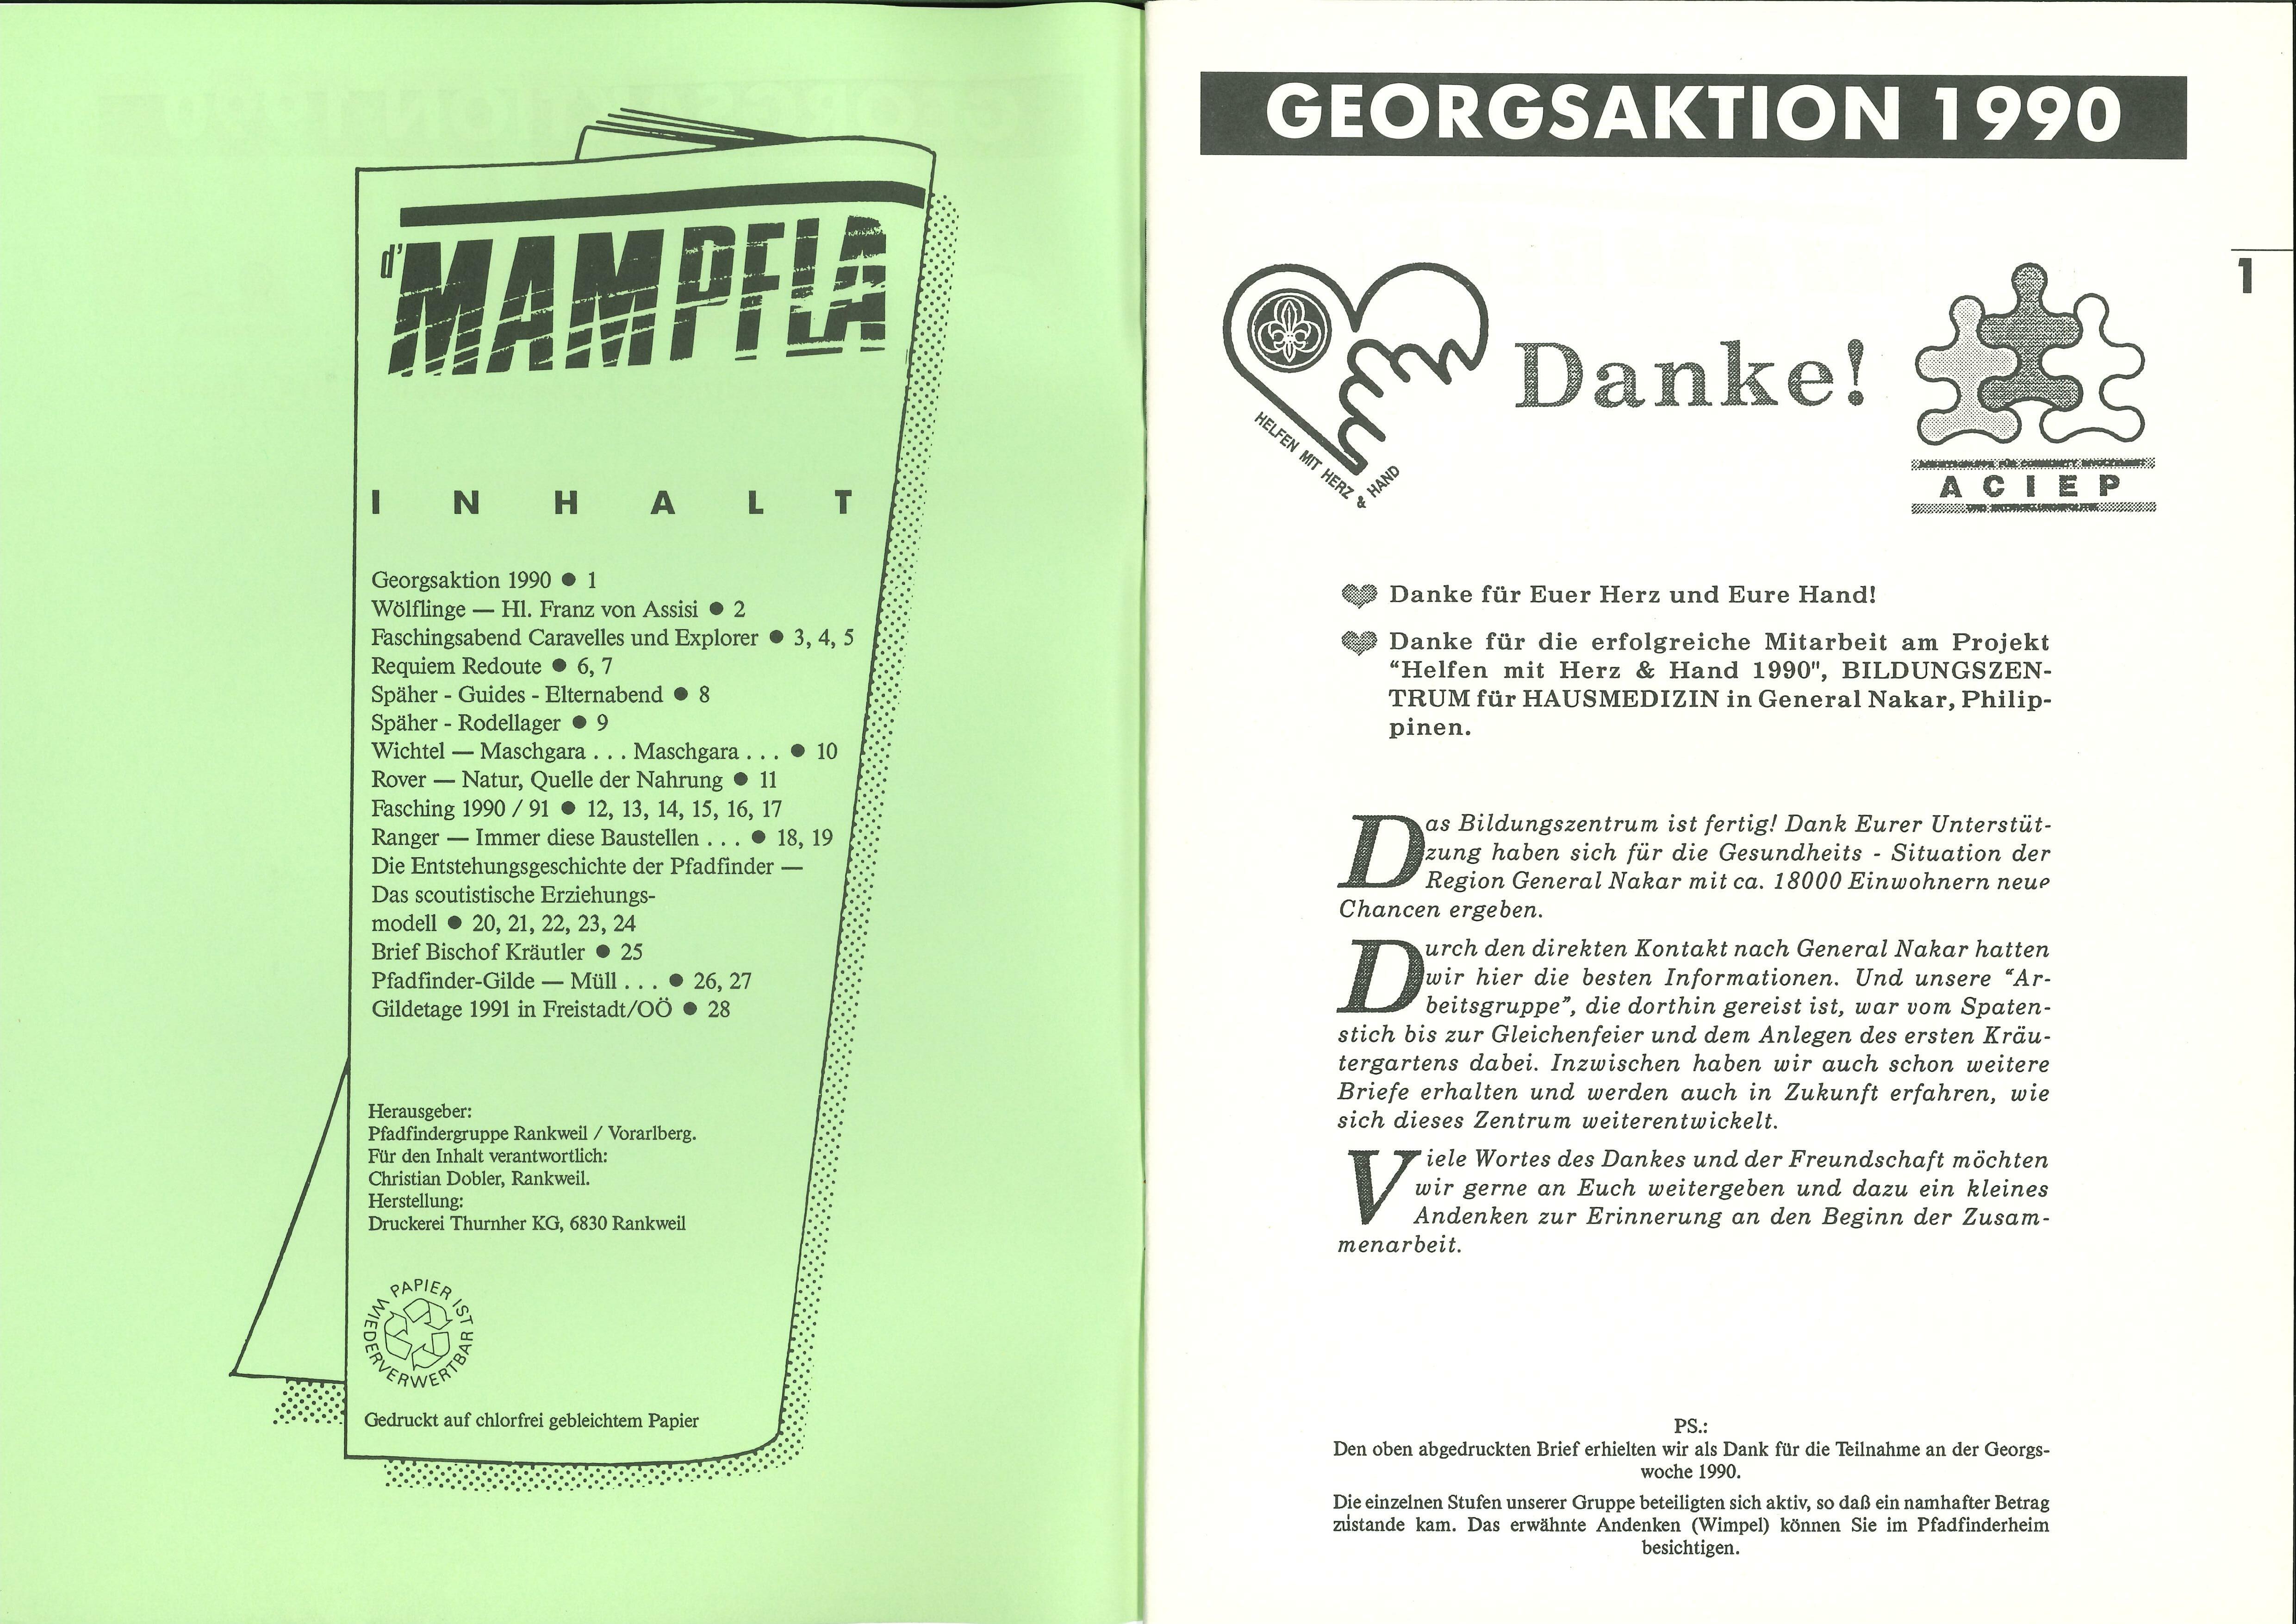 d'MAMPFLA
INHALT
Georgsaktion 1990 ● 1
Wölflinge — Hl. Franz von Assisi ● 2
Faschingsabend Caravelles und Explorer ● 3, 4, 5
Requiem Redoute ● 6, 7
Späher - Guides - Elternabend ● 8
Späher - Rodellager ● 9
Wichtel — Maschgara . . . Maschgara . . . ● 10
Rover — Natur, Quelle der Nahrung ● 11
Fasching 1990 / 91 ● 12, 13, 14, 15, 16, 17
Ranger — Immer diese Baustellen . . . ● 18, 19
Die Entstehungsgeschichte der Pfadfinder —
Das scoutistische Erziehungs-
modell ● 20, 21, 22, 23, 24
Brief Bischof Kräutler ● 25
Pfadfinder-Gilde — Müll . . . ● 26, 27
Gildetage 1991 in Freistadt/OÖ ● 28
Herausgeber:
Pfadfindergruppe Rankweil / Vorarlberg.
Für den Inhalt verantwortlich:
Christian Dobler, Rankweil.
Herstellung:
Druckerei Thurnher KG, 6830 Rankweil
PAPIER IST WIEDERVERWERTBAR
Gedruckt auf chlorfrei gebleichtem Papier
GEORGSAKTION 1990
1
HELFEN MIT HERZ & HAND
Danke!
ARBEITSGRUPPE FÜR COMMUNITY INVOLVEMENT
ACIEP
UND ENTWICKLUNGSPOLITIK
Danke für Euer Herz und Eure Hand!
Danke für die erfolgreiche Mitarbeit am Projekt
“Helfen mit Herz & Hand 1990", BILDUNGSZEN-
TRUM für HAUSMEDIZIN in General Nakar, Philip-
pinen.
Das Bildungszentrum ist fertig! Dank Eurer Unterstüt-
zung haben sich für die Gesundheits - Situation der
Region General Nakar mit ca. 18000 Einwohnern neue
Chancen ergeben.
Durch den direkten Kontakt nach General Nakar hatten
wir hier die besten Informationen. Und unsere “Ar-
beitsgruppe”, die dorthin gereist ist, war vom Spaten-
stich bis zur Gleichenfeier und dem Anlegen des ersten Kräu-
tergartens dabei. Inzwischen haben wir auch schon weitere
Briefe erhalten und werden auch in Zukunft erfahren, wie
sich dieses Zentrum weiterentwickelt.
Viele Wortes des Dankes und der Freundschaft möchten
wir gerne an Euch weitergeben und dazu ein kleines
Andenken zur Erinnerung an den Beginn der Zusam-
menarbeit.
PS.:
Den oben abgedruckten Brief erhielten wir als Dank für die Teilnahme an der Georgs-
woche 1990.
Die einzelnen Stufen unserer Gruppe beteiligten sich aktiv, so daß ein namhafter Betrag
zustande kam. Das erwähnte Andenken (Wimpel) können Sie im Pfadfinderheim
besichtigen.